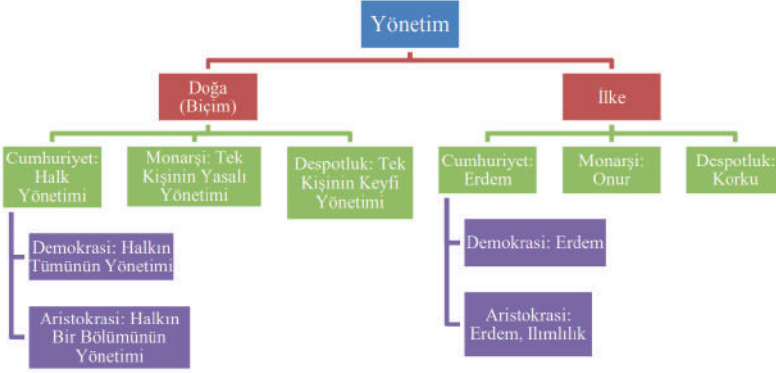 Yönetim
Doğa
(Biçim)
İlke
Cumhuriyet:
Halk
Yönetimi
Monarşi: Tek
Kişinin Yasalı
Yönetimi
Despotluk: Tek
Kişinin Keyfi
Yönetimi
Cumhuriyet:
Erdem
Monarşi:
Onur
Despotluk:
Korku
Demokrasi: Halkın
Tümünün Yönetimi
Aristokrasi: Halkın
Bir Bölümünün
Yönetimi
Demokrasi: Erdem
Aristokrasi:
Erdem, Ilımlılık